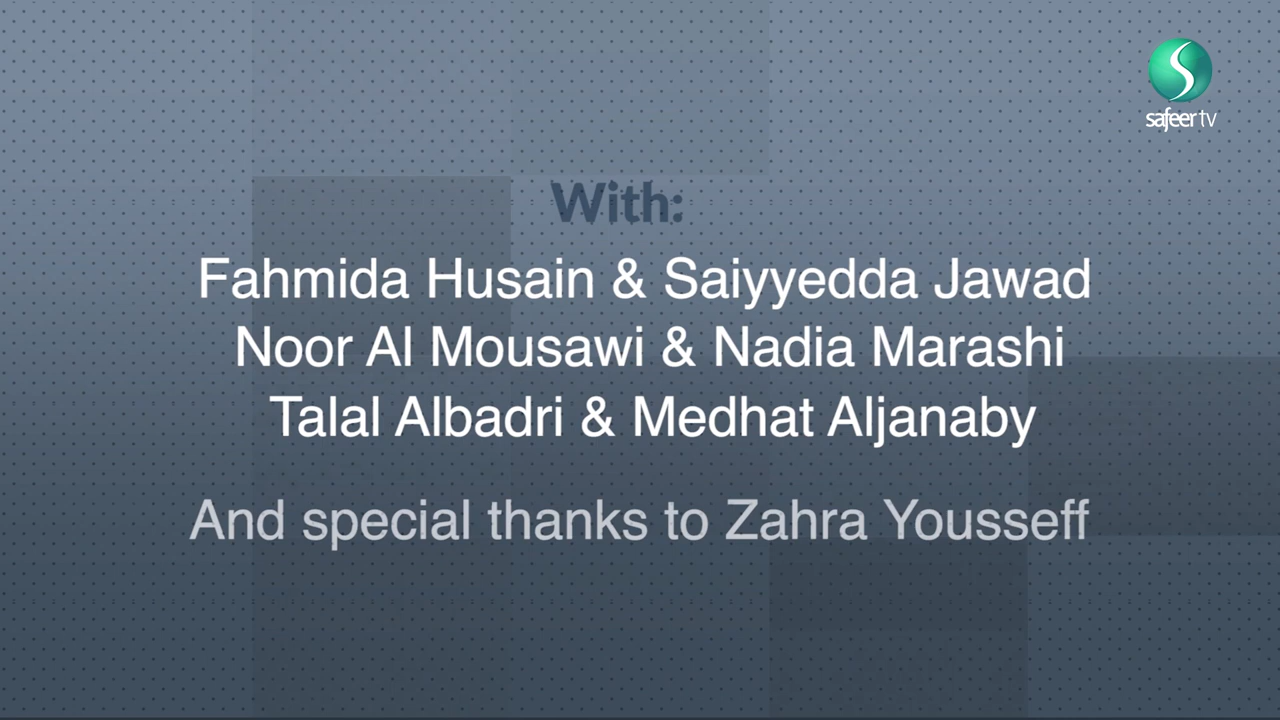 safeer tv
With:
Fahmida Husain & Saiyyedda Jawad
Noor Al Mousawi & Nadia Marashi
Talal Albadri & Medhat Aljanaby
And special thanks to Zahra Yousseff